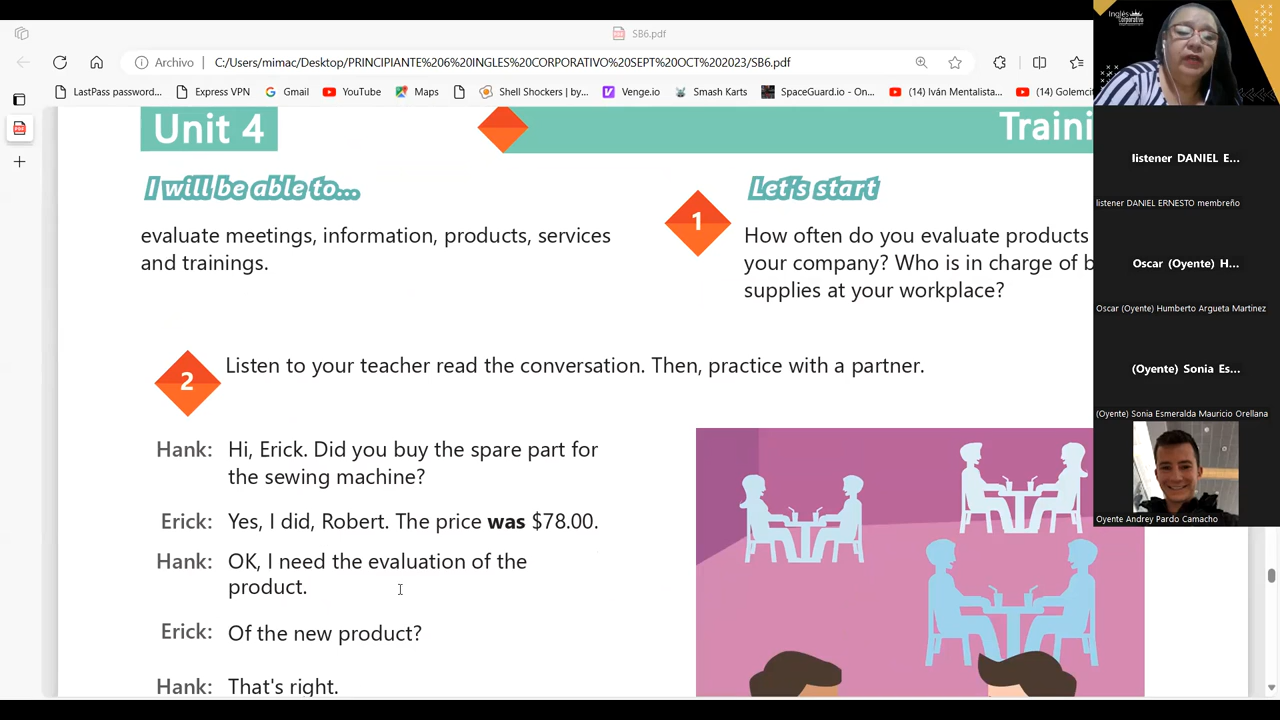 SB6.pdf
Archivo
C:/Users/mimac/Desktop/PRINCIPIANTE%206%20INGLES%20CORPORATIVO%20SEPT%20OCT%202023/SB6.pdf
LastPass password...
Express VPN
YouTube
Gmail
Maps
Shell Shockers | by...
Venge.io
Smash Karts
SpaceGuard.io - On...
(14) Iván Mentalista...
(14) Golemcit
Inglés
Corporativo
Unit 4
Traini
I will be able to...
evaluate meetings, information, products, services
and trainings.
Let's start
1
How often do you evaluate products
your company? Who is in charge of b
supplies at your workplace?
2
Listen to your teacher read the conversation. Then, practice with a partner.
Hank: Hi, Erick. Did you buy the spare part for
the sewing machine?
Erick: Yes, I did, Robert. The price was $78.00.
Hank: OK, I need the evaluation of the
product.
Erick: Of the new product?
Hank: That's right.
listener DANIEL E...
listener DANIEL ERNESTO membreño
Oscar (Oyente) H...
Oscar (Oyente) Humberto Argueta Martinez
(Oyente) Sonia Es...
(Oyente) Sonia Esmeralda Mauricio Orellana
Oyente Andrey Pardo Camacho